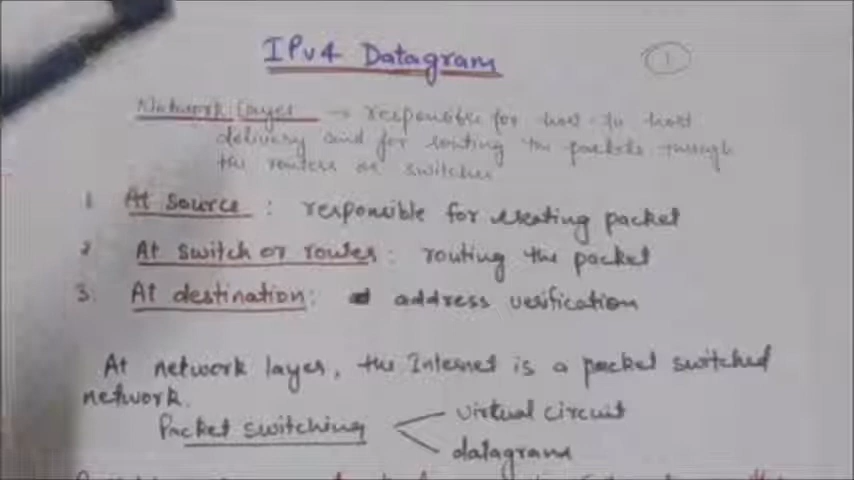 IPv4 Datagram
1
Network Layer → responsible for host to host
delivery and for routing the packets through
the routers or switches
1 At source : responsible for creating packet
2 At switch or router : routing the packet
3. At destination : address verification
At network layer, the Internet is a packet switched
network.
Packet switching
virtual circuit
datagram